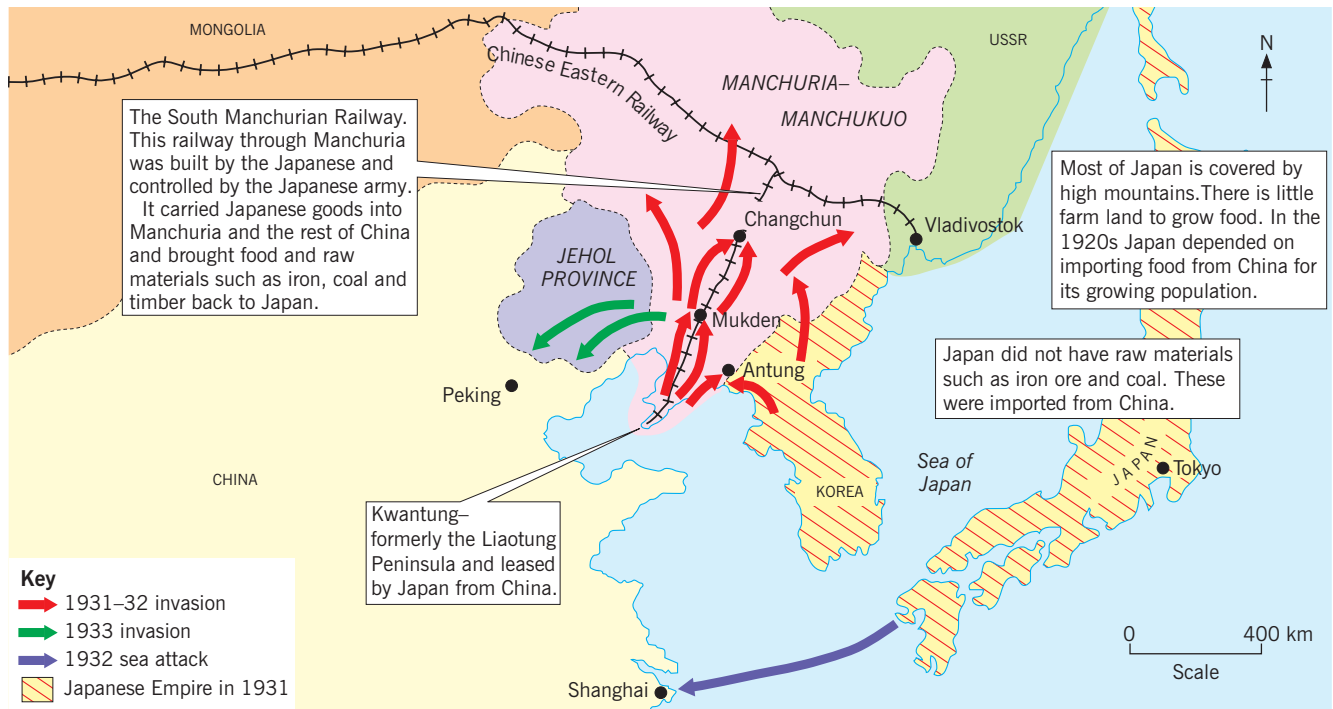 MONGOLIA
USSR
N
Chinese Eastern Railway
MANCHURIA–
MANCHUKUO
The South Manchurian Railway.
This railway through Manchuria
was built by the Japanese and
controlled by the Japanese army.
It carried Japanese goods into
Manchuria and the rest of China
and brought food and raw
materials such as iron, coal and
timber back to Japan.
Most of Japan is covered by
high mountains.There is little
farm land to grow food. In the
1920s Japan depended on
importing food from China for
its growing population.
Changchun
Vladivostok
JEHOL
PROVINCE
Mukden
Antung
Peking
Japan did not have raw materials
such as iron ore and coal. These
were imported from China.
CHINA
KOREA
Sea of
Japan
JAPAN
Tokyo
Kwantung–
formerly the Liaotung
Peninsula and leased
by Japan from China.
Key
1931–32 invasion
1933 invasion
1932 sea attack
Japanese Empire in 1931
Shanghai
0 400 km
Scale